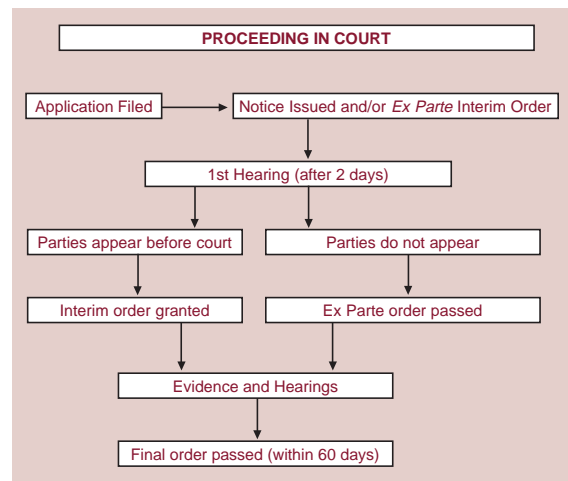 PROCEEDING IN COURT
Application Filed
Notice Issued and/or Ex Parte Interim Order
1st Hearing (after 2 days)
Parties appear before court
Parties do not appear
Interim order granted
Ex Parte order passed
Evidence and Hearings
Final order passed (within 60 days)